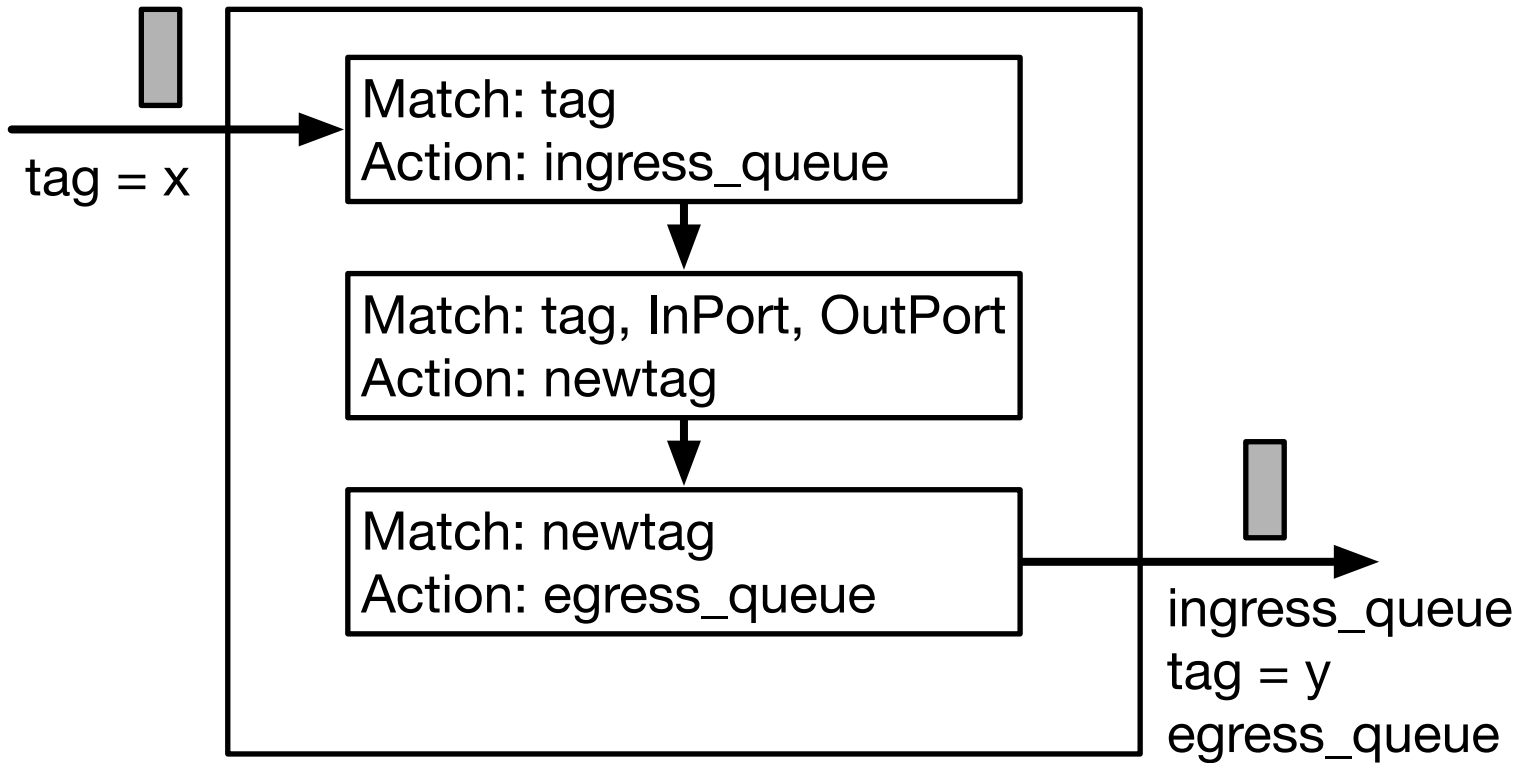 tag = x
Match: tag
Action: ingress_queue
Match: tag, InPort, OutPort
Action: newtag
Match: newtag
Action: egress_queue
ingress_queue
tag = y
egress_queue